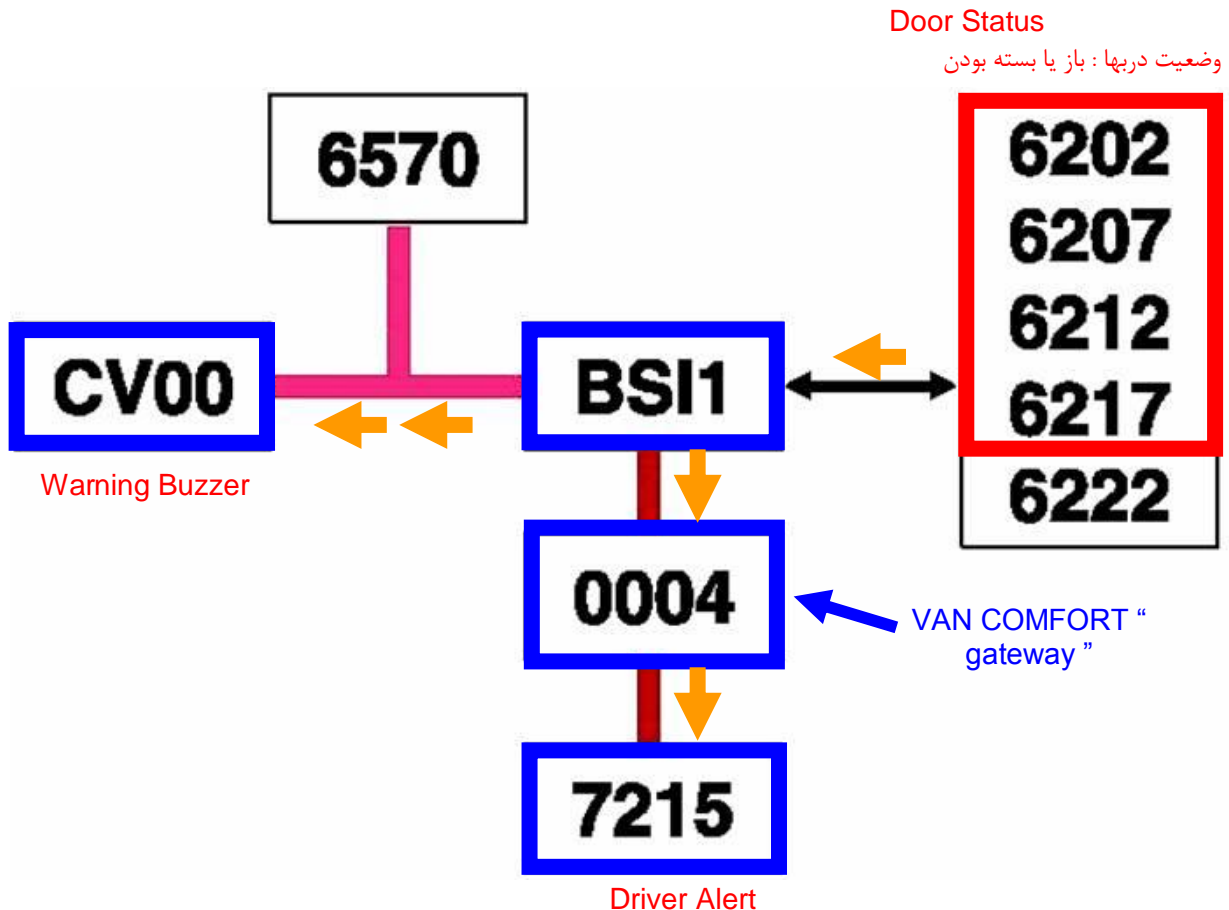 Door Status
وضعیت دربها : باز یا بسته بودن
6570
6202
6207
6212
6217
6222
CV00
BSI1
Warning Buzzer
0004
VAN COMFORT “
gateway ”
7215
Driver Alert